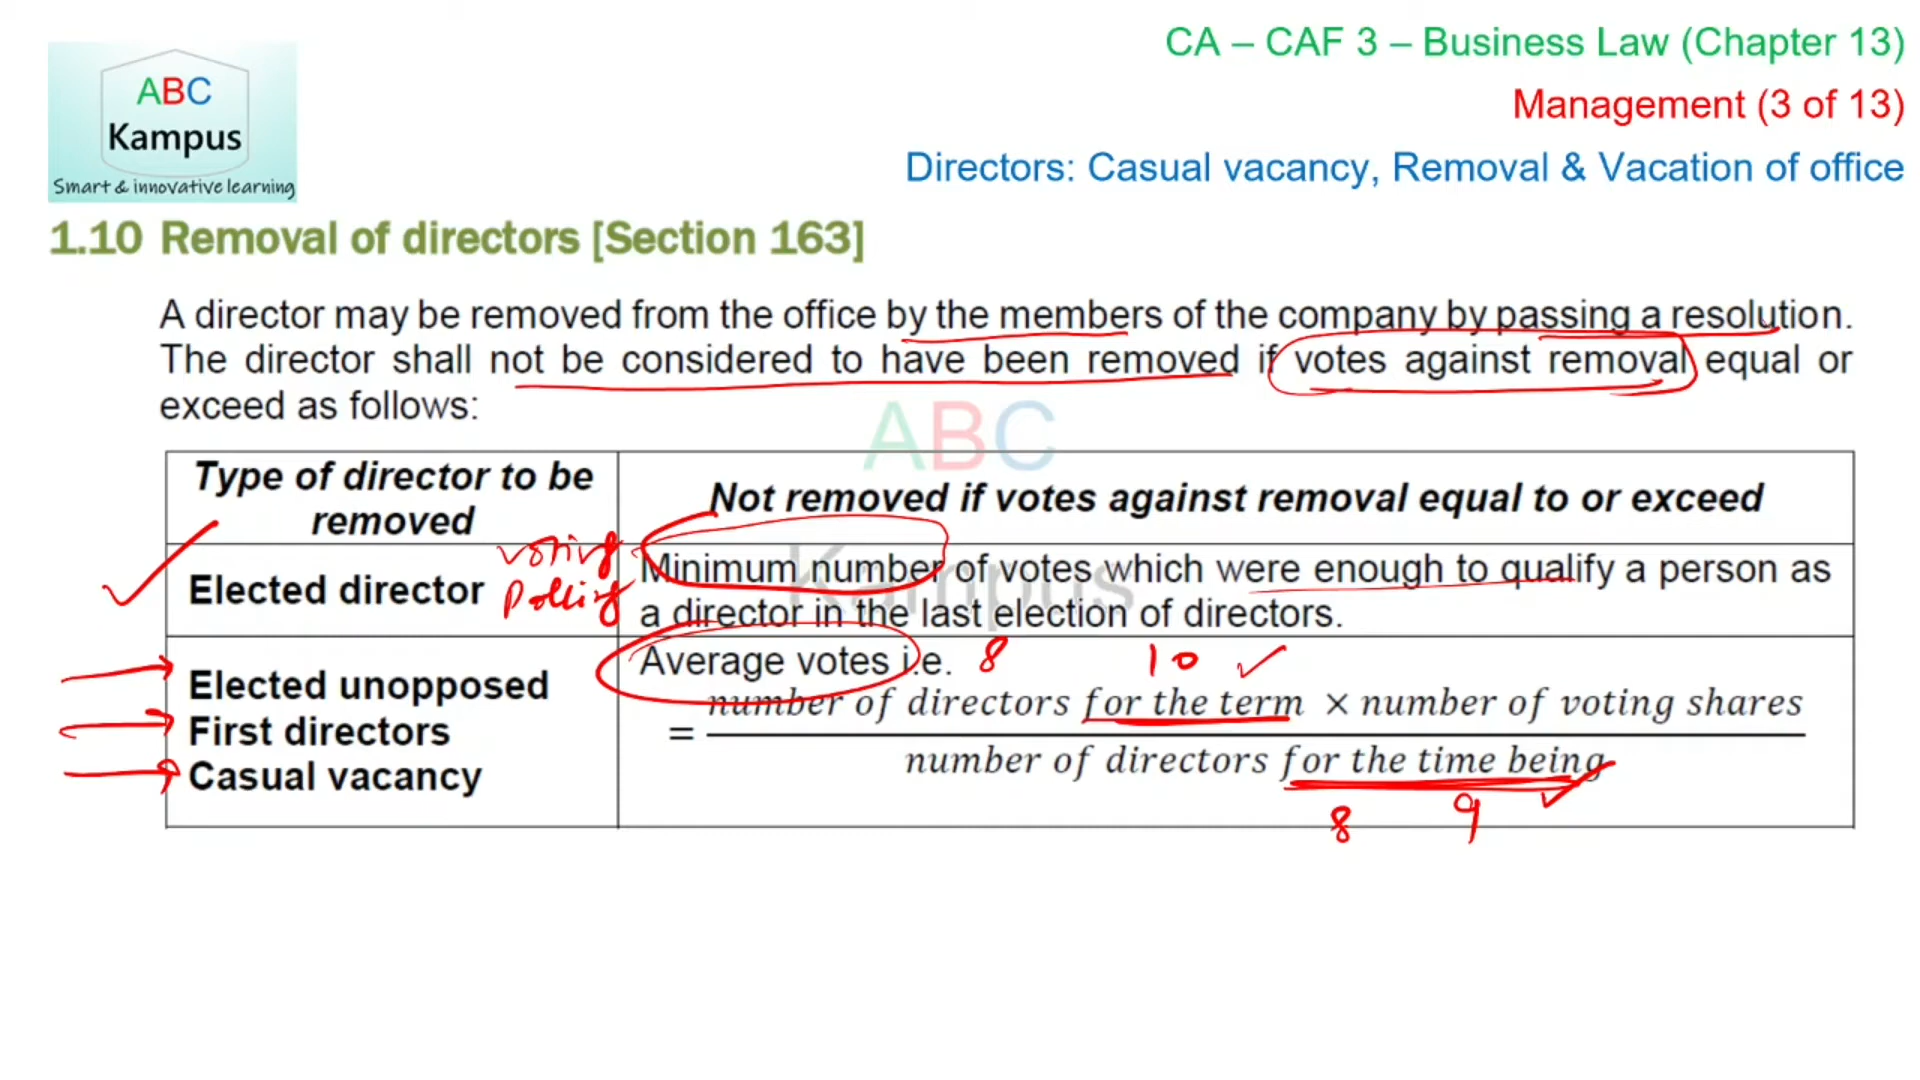 ABC
Kampus
Smart & innovative learning
CA – CAF 3 – Business Law (Chapter 13)
Management (3 of 13)
Directors: Casual vacancy, Removal & Vacation of office
1.10 Removal of directors [Section 163]
A director may be removed from the office by the members of the company by passing a resolution.
The director shall not be considered to have been removed if votes against removal equal or
exceed as follows:
ABC
Kampus
Type of director to be
removed
Not removed if votes against removal equal to or exceed
Elected director
voting
polling
Minimum number of votes which were enough to qualify a person as
a director in the last election of directors.
Elected unopposed
First directors
Casual vacancy
Average votes i.e. 8 10
= number of directors for the term × number of voting shares
number of directors for the time being
8 9